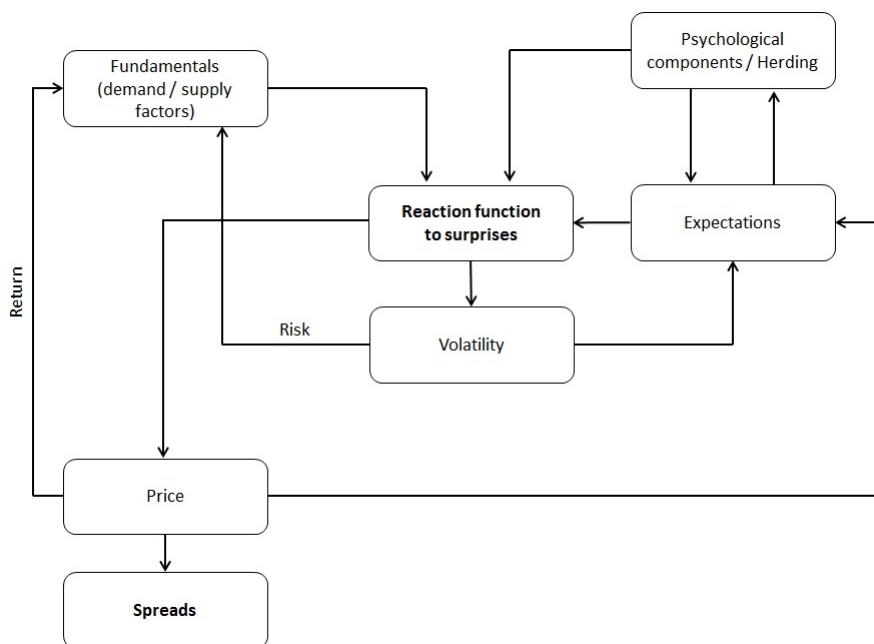 Psychological
components / Herding
Fundamentals
(demand / supply
factors)
Reaction function
to surprises
Expectations
Return
Risk
Volatility
Price
Spreads